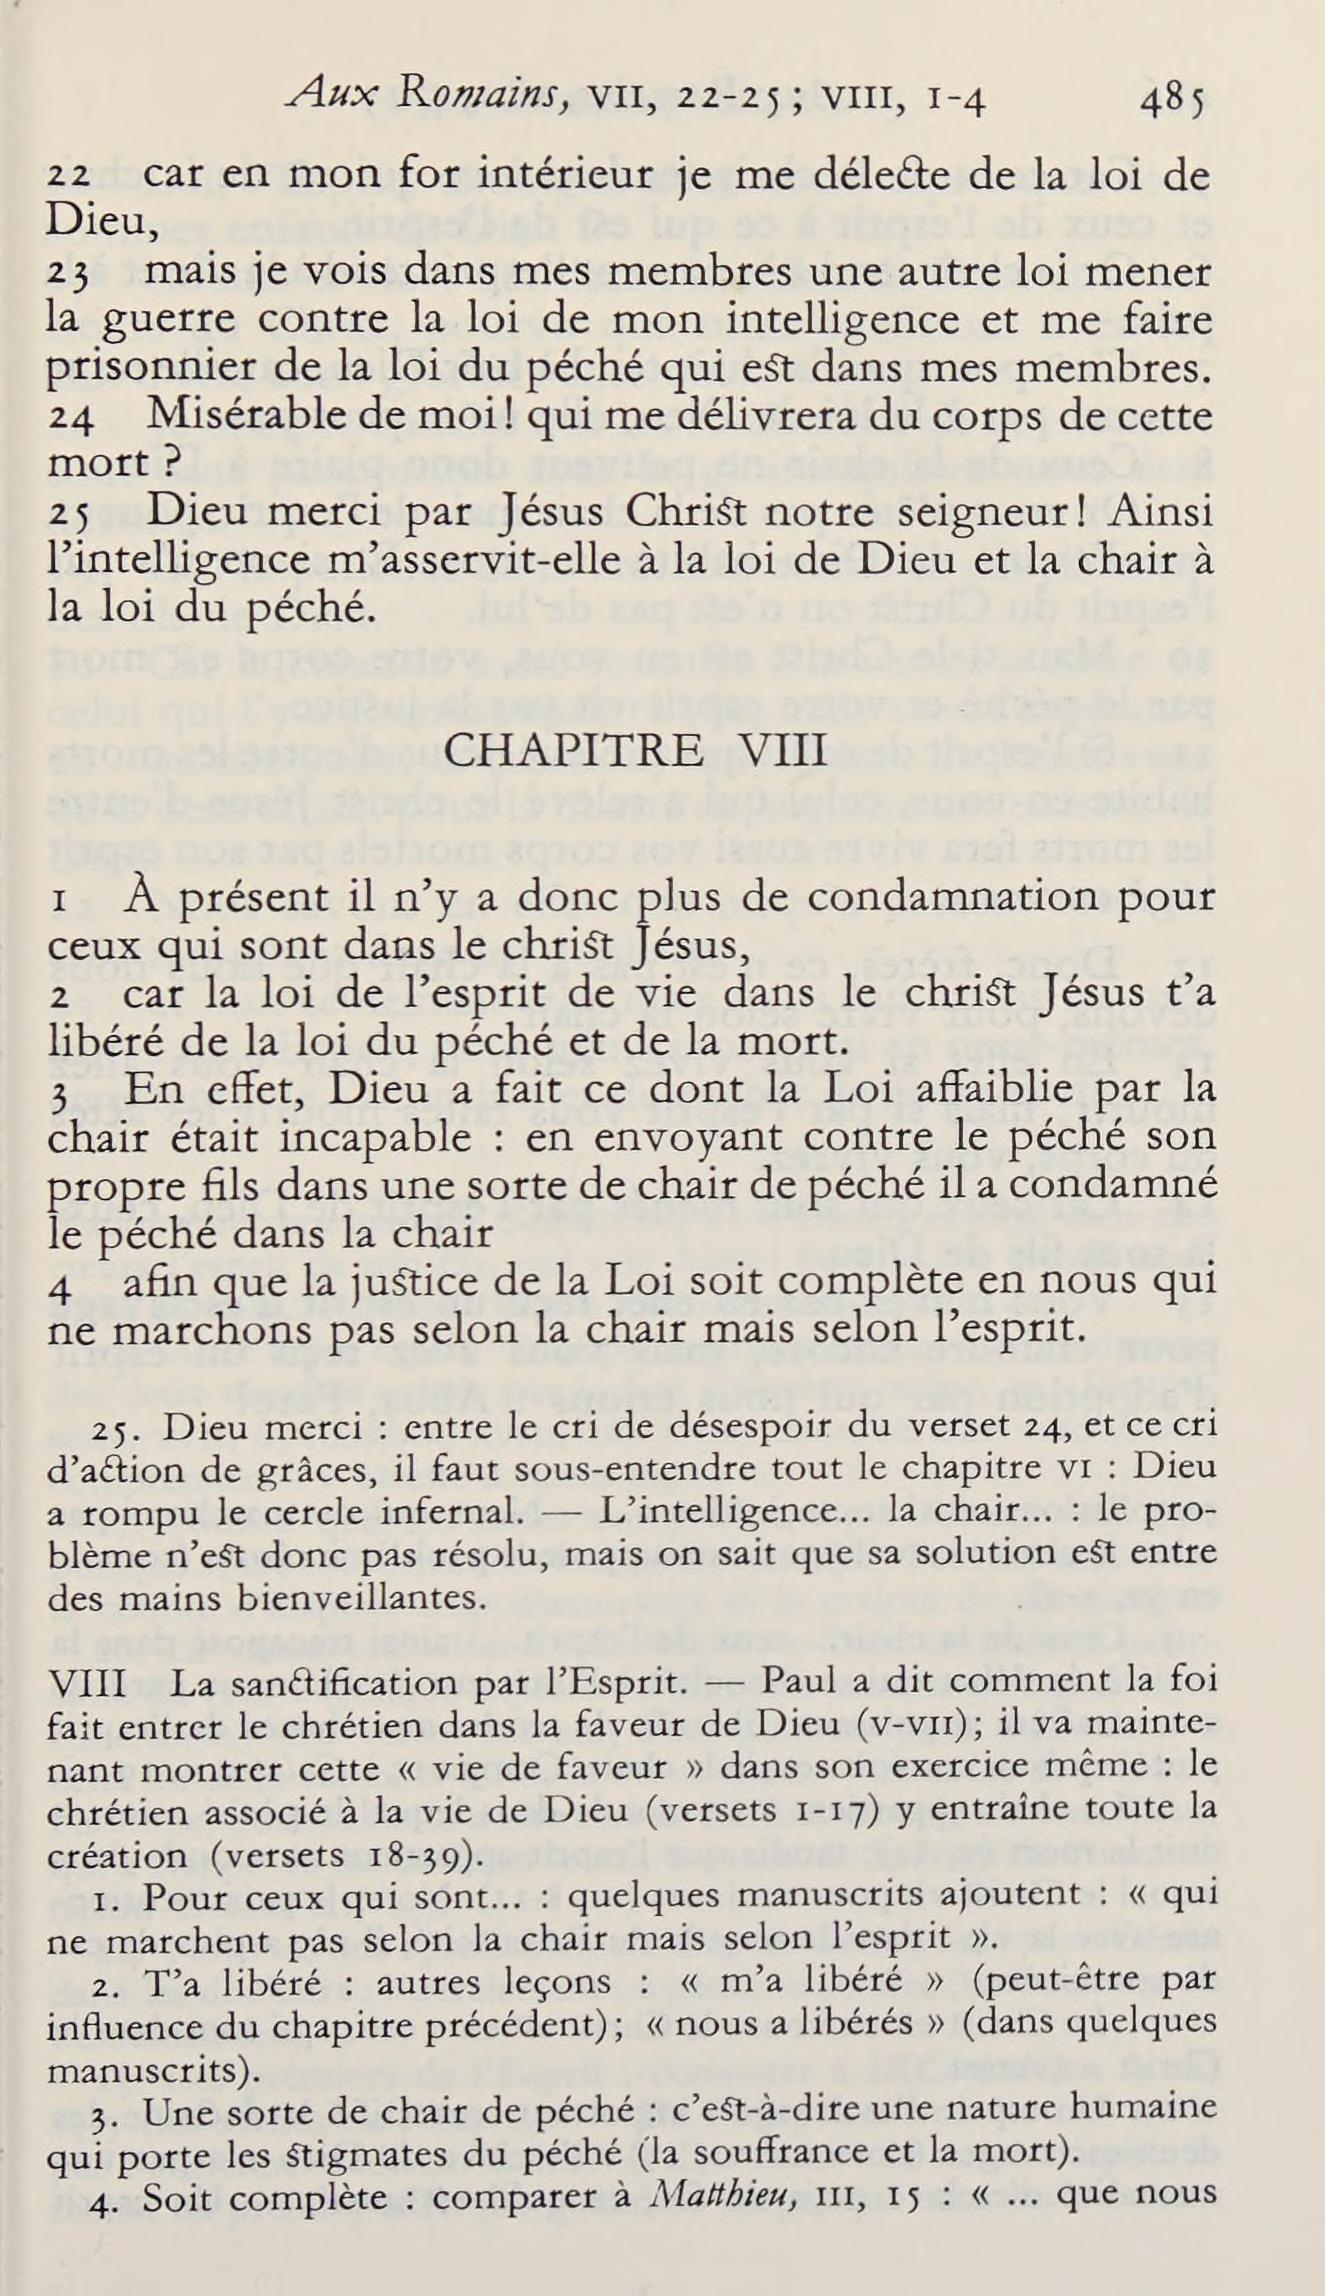 Aux Romains, VII, 22-25 ; VIII, 1-4 485
22 car en mon for intérieur je me délecte de la loi de
Dieu,
23 mais je vois dans mes membres une autre loi mener
la guerre contre la loi de mon intelligence et me faire
prisonnier de la loi du péché qui est dans mes membres.
24 Misérable de moi! qui me délivrera du corps de cette
mort ?
25 Dieu merci par Jésus Christ notre seigneur! Ainsi
l’intelligence m’asservit-elle à la loi de Dieu et la chair à
la loi du péché.
CHAPITRE VIII
1 À présent il n’y a donc plus de condamnation pour
ceux qui sont dans le christ Jésus,
2 car la loi de l’esprit de vie dans le christ Jésus t’a
libéré de la loi du péché et de la mort.
3 En effet, Dieu a fait ce dont la Loi affaiblie par la
chair était incapable : en envoyant contre le péché son
propre fils dans une sorte de chair de péché il a condamné
le péché dans la chair
4 afin que la justice de la Loi soit complète en nous qui
ne marchons pas selon la chair mais selon l’esprit.
25. Dieu merci : entre le cri de désespoir du verset 24, et ce cri
d’action de grâces, il faut sous-entendre tout le chapitre VI : Dieu
a rompu le cercle infernal. — L’intelligence... la chair... : le pro-
blème n’est donc pas résolu, mais on sait que sa solution est entre
des mains bienveillantes.
VIII La sanctification par l’Esprit. — Paul a dit comment la foi
fait entrer le chrétien dans la faveur de Dieu (V-VII); il va mainte-
nant montrer cette « vie de faveur » dans son exercice même : le
chrétien associé à la vie de Dieu (versets 1-17) y entraîne toute la
création (versets 18-39).
1. Pour ceux qui sont... : quelques manuscrits ajoutent : « qui
ne marchent pas selon la chair mais selon l’esprit ».
2. T’a libéré : autres leçons : « m’a libéré » (peut-être par
influence du chapitre précédent); « nous a libérés » (dans quelques
manuscrits).
3. Une sorte de chair de péché : c’est-à-dire une nature humaine
qui porte les stigmates du péché (la souffrance et la mort).
4. Soit complète : comparer à Matthieu, III, 15 : « ... que nous